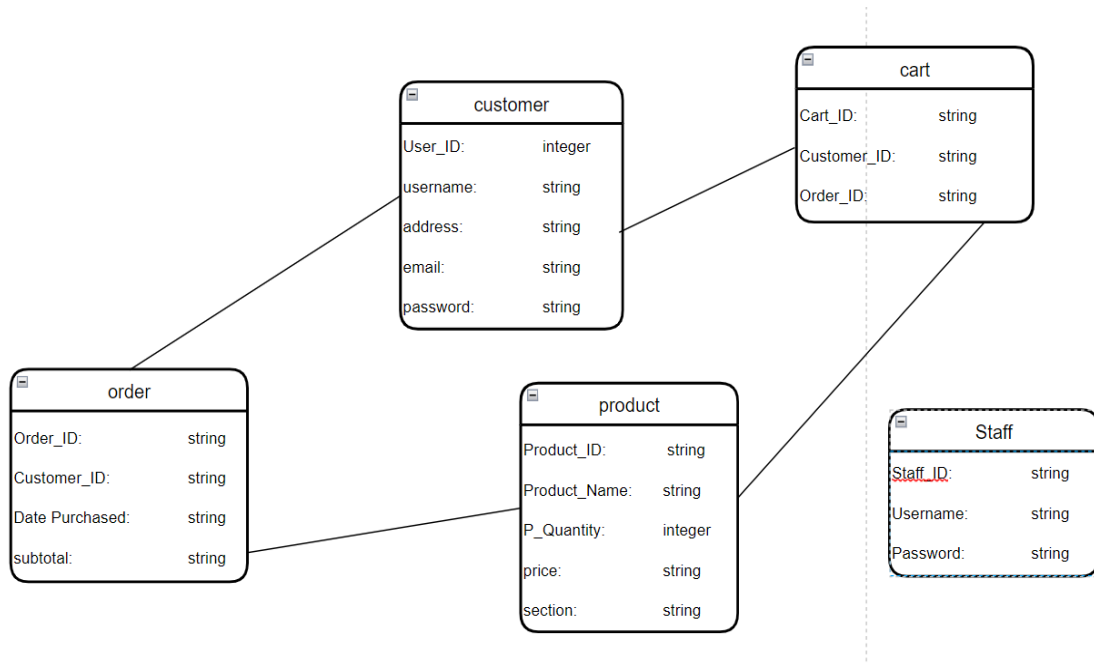 customer
User_ID: integer
username: string
address: string
email: string
password: string
cart
Cart_ID: string
Customer_ID: string
Order_ID: string
order
Order_ID: string
Customer_ID: string
Date Purchased: string
subtotal: string
product
Product_ID: string
Product_Name: string
P_Quantity: integer
price: string
section: string
Staff
Staff_ID: string
Username: string
Password: string